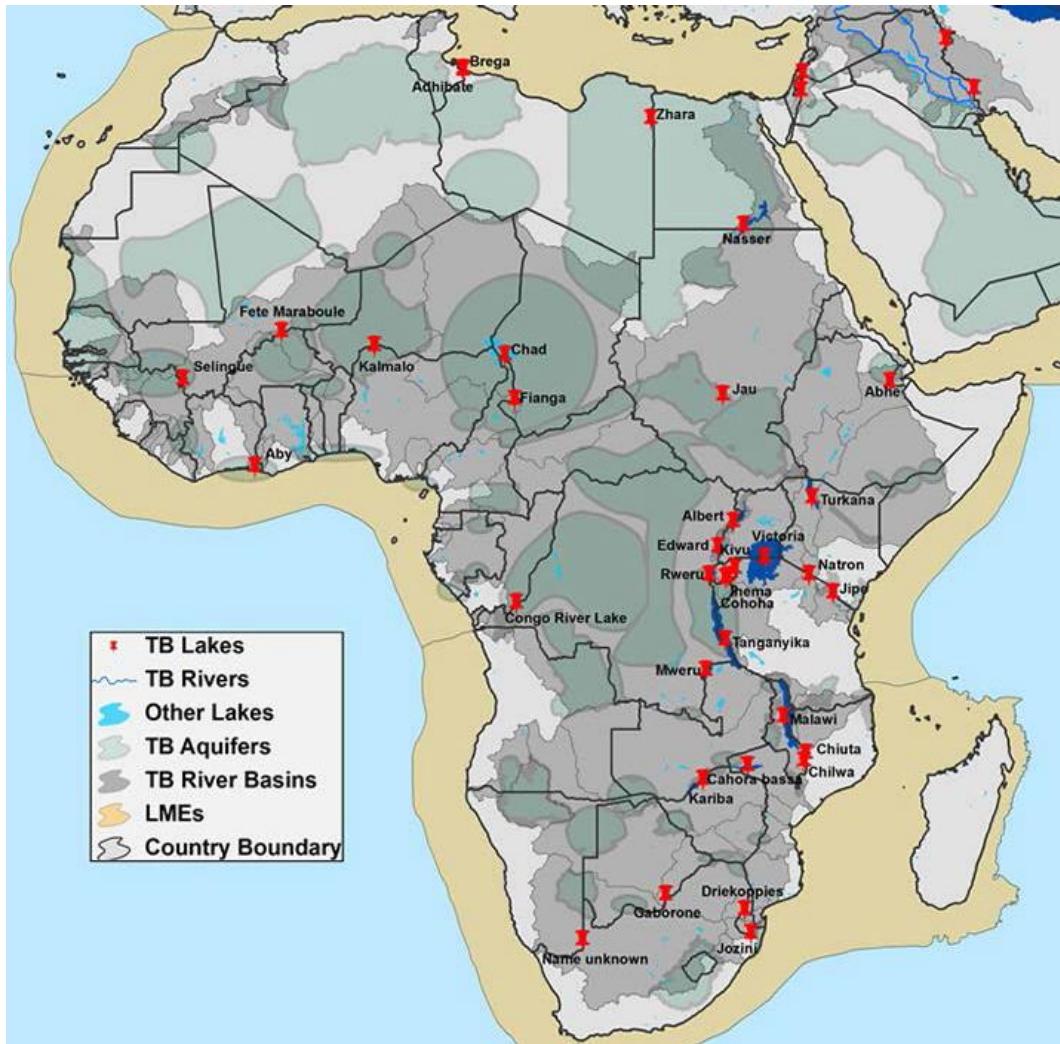 Brega
Adhibate
Zhara
Nasser
Fete Maraboule
Selingue
Kalmalo
Chad
Fianga
Jau
Abhe
Aby
Turkana
Albert
Victoria
Edward
Kivu
Rweru
Natron
Ihema
Jipe
Cohoha
Congo River Lake
Tanganyika
Mweru
Malawi
Chiuta
Chilwa
Cahora bassa
Kariba
Driekoppies
Gaborone
Jozini
Name unknown
TB Lakes
TB Rivers
Other Lakes
TB Aquifers
TB River Basins
LMEs
Country Boundary